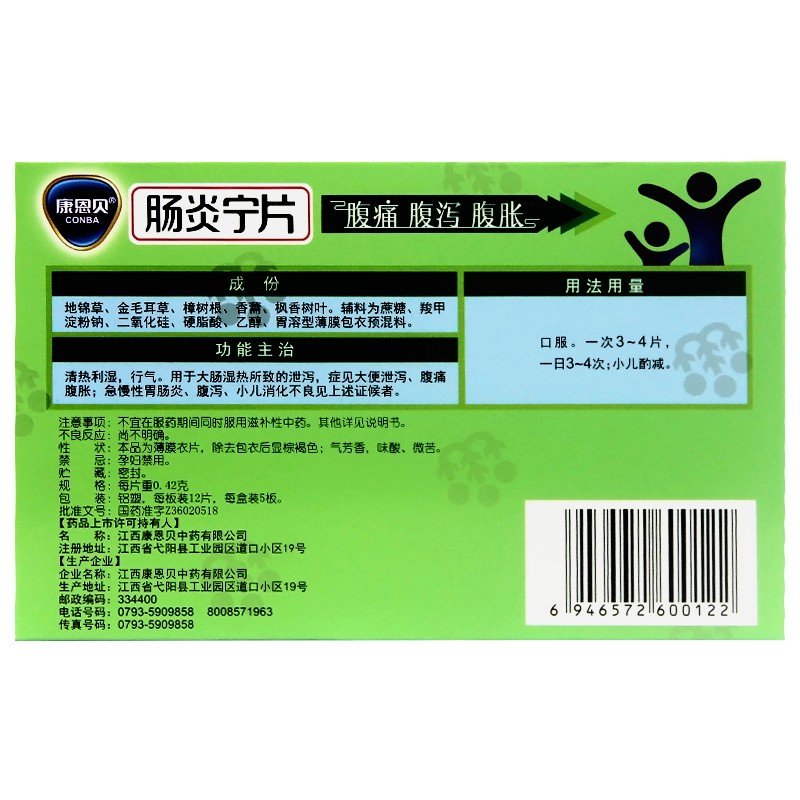 康恩贝®
CONBA
肠炎宁片
腹痛 腹泻 腹胀
成份
地锦草、金毛耳草、樟树根、香薷、枫香树叶。辅料为蔗糖、羧甲
淀粉钠、二氧化硅、硬脂酸、乙醇、胃溶型薄膜包衣预混料。
功能主治
清热利湿，行气。用于大肠湿热所致的泄泻，症见大便泄泻、腹痛
腹胀；急慢性胃肠炎、腹泻、小儿消化不良见上述证候者。
用法用量
口服。一次3~4片，
一日3~4次;小儿酌减。
注意事项：不宜在服药期间同时服用滋补性中药。其他详见说明书。
不良反应：尚不明确。
性 状：本品为薄膜衣片，除去包衣后显棕褐色；气芳香，味酸、微苦。
禁 忌：孕妇禁用。
贮 藏：密封。
规 格：每片重0.42克
包 装：铝塑，每板装12片，每盒装5板。
批准文号：国药准字Z36020518
【药品上市许可持有人】
名 称：江西康恩贝中药有限公司
注册地址：江西省弋阳县工业园区道口小区19号
【生产企业】
企业名称：江西康恩贝中药有限公司
生产地址：江西省弋阳县工业园区道口小区19号
邮政编码：334400
电话号码：0793-5909858 8008571963
传真号码：0793-5909858
6 946572 600122